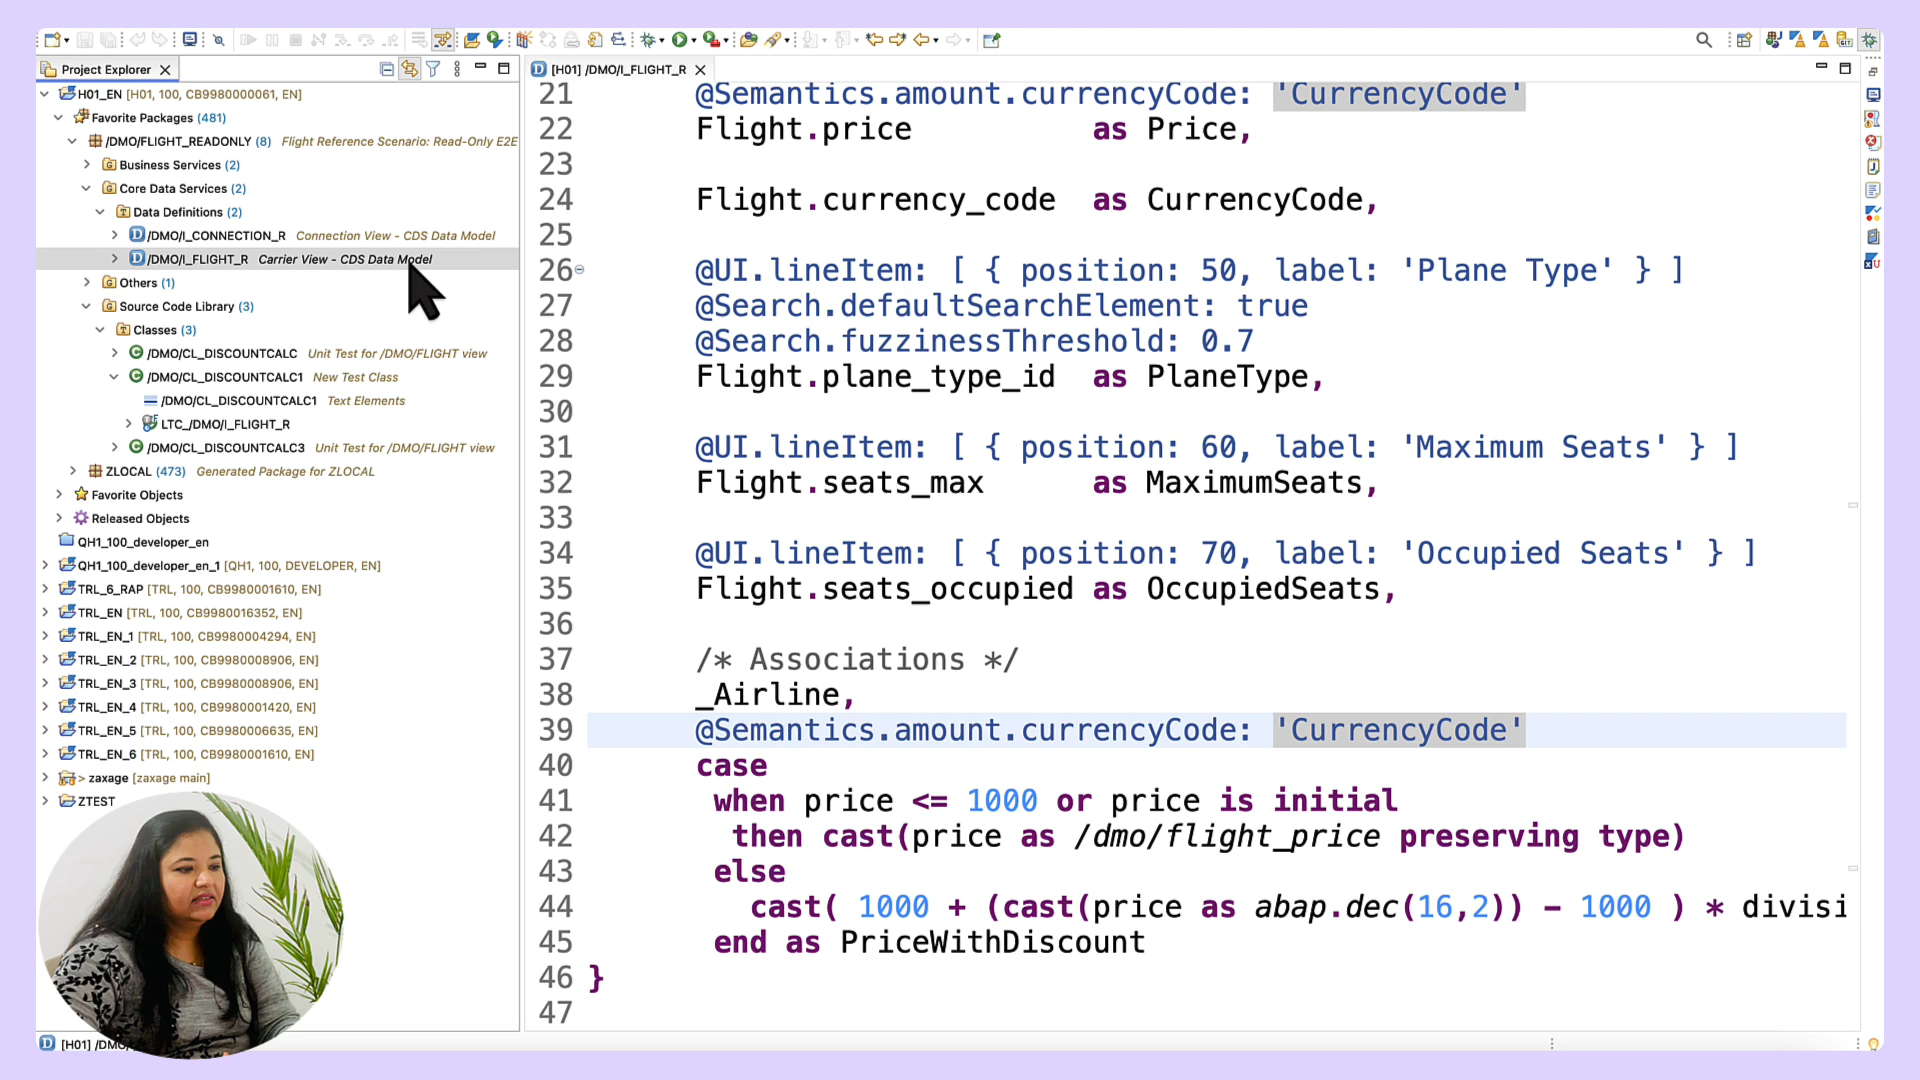 Project Explorer
H01_EN [H01, 100, CB9980000061, EN]
Favorite Packages (481)
/DMO/FLIGHT_READONLY (8) Flight Reference Scenario: Read-Only E2E
Business Services (2)
Core Data Services (2)
Data Definitions (2)
/DMO/I_CONNECTION_R Connection View - CDS Data Model
/DMO/I_FLIGHT_R Carrier View - CDS Data Model
Others (1)
Source Code Library (3)
Classes (3)
/DMO/CL_DISCOUNTCALC Unit Test for /DMO/FLIGHT view
/DMO/CL_DISCOUNTCALC1 New Test Class
/DMO/CL_DISCOUNTCALC1 Text Elements
LTC_/DMO/I_FLIGHT_R
/DMO/CL_DISCOUNTCALC3 Unit Test for /DMO/FLIGHT view
ZLOCAL (473) Generated Package for ZLOCAL
Favorite Objects
Released Objects
QH1_100_developer_en
QH1_100_developer_en_1 [QH1, 100, DEVELOPER, EN]
TRL_6_RAP [TRL, 100, CB9980001610, EN]
TRL_EN [TRL, 100, CB9980016352, EN]
TRL_EN_1 [TRL, 100, CB9980004294, EN]
TRL_EN_2 [TRL, 100, CB9980008906, EN]
TRL_EN_3 [TRL, 100, CB9980008906, EN]
TRL_EN_4 [TRL, 100, CB9980001420, EN]
TRL_EN_5 [TRL, 100, CB9980006635, EN]
TRL_EN_6 [TRL, 100, CB9980001610, EN]
> zaxage [zaxage main]
ZTEST
[H01] /DMO/I_FLIGHT_R
21 @Semantics.amount.currencyCode: 'CurrencyCode'
22 Flight.price as Price,
23
24 Flight.currency_code as CurrencyCode,
25
26 @UI.lineItem: [ { position: 50, label: 'Plane Type' } ]
27 @Search.defaultSearchElement: true
28 @Search.fuzzinessThreshold: 0.7
29 Flight.plane_type_id as PlaneType,
30
31 @UI.lineItem: [ { position: 60, label: 'Maximum Seats' } ]
32 Flight.seats_max as MaximumSeats,
33
34 @UI.lineItem: [ { position: 70, label: 'Occupied Seats' } ]
35 Flight.seats_occupied as OccupiedSeats,
36
37 /* Associations */
38 _Airline,
39 @Semantics.amount.currencyCode: 'CurrencyCode'
40 case
41 when price <= 1000 or price is initial
42 then cast(price as /dmo/flight_price preserving type)
43 else
44 cast( 1000 + (cast(price as abap.dec(16,2)) - 1000 ) * divisi
45 end as PriceWithDiscount
46 }
47
[H01] /DMO